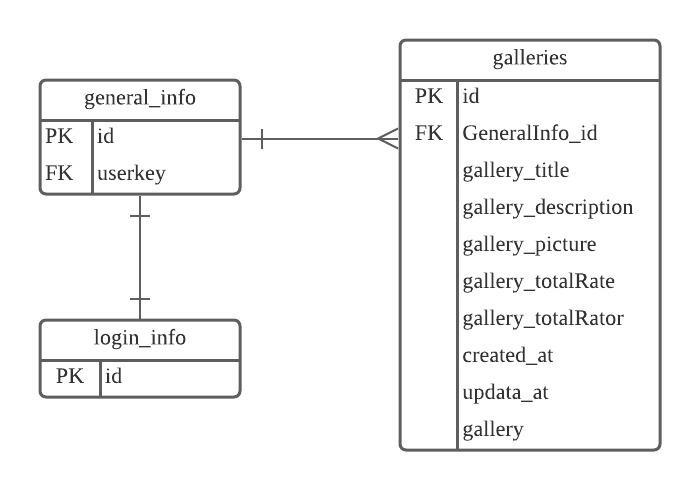 general_info
PK id
FK userkey
login_info
PK id
galleries
PK id
FK GeneralInfo_id
gallery_title
gallery_description
gallery_picture
gallery_totalRate
gallery_totalRator
created_at
updata_at
gallery